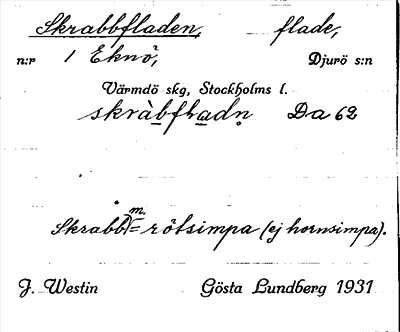 Skrabbfladen, flade,
n:r 1 Eknö, Djurö s:n
Värmdö skg, Stockholms l.
skràbfladn̥ Da 62
m.
Skrabb) = rötsimpa (ej hornsimpa).
J. Westin Gösta Lundberg 1931